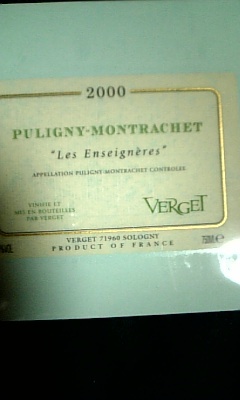 2000
PULIGNY-MONTRACHET
"Les Enseignères"
APPELLATION PULIGNY-MONTRACHET CONTROLEE
VINIFIE ET
MIS EN BOUTEILLES
PAR VERGET
VERGET
VERGET 71960 SOLOGNY
PRODUCT OF FRANCE
750ML e